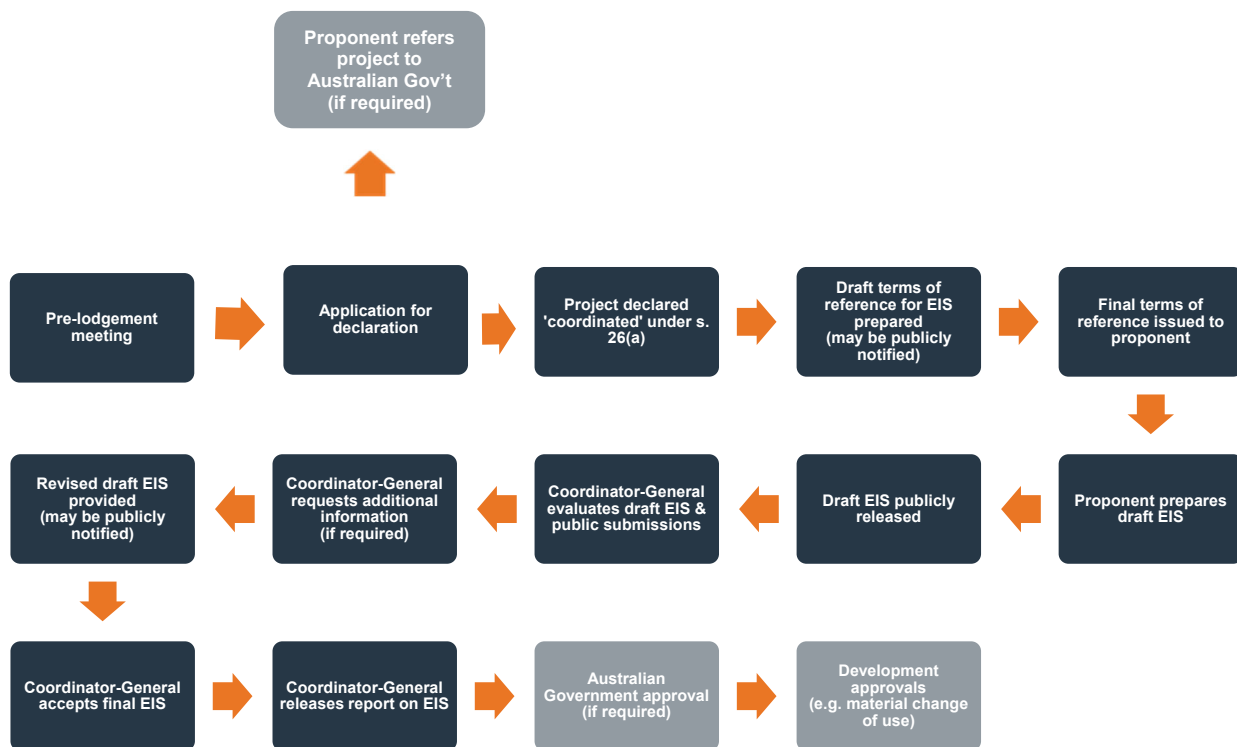 Proponent refers
project to
Australian Gov’t
(if required)
Pre-lodgement
meeting
Application for
declaration
Project declared
'coordinated' under s.
26(a)
Draft terms of
reference for EIS
prepared
(may be publicly
notified)
Final terms of
reference issued to
proponent
Revised draft EIS
provided
(may be publicly
notified)
Coordinator-General
requests additional
information
(if required)
Coordinator-General
evaluates draft EIS &
public submissions
Draft EIS publicly
released
Proponent prepares
draft EIS
Coordinator-General
accepts final EIS
Coordinator-General
releases report on EIS
Australian
Government approval
(if required)
Development
approvals
(e.g. material change
of use)